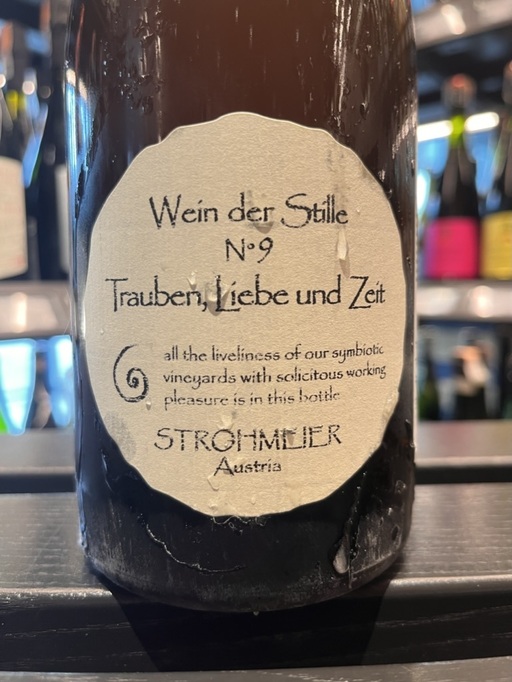 Wein der Stille
Nº9
Trauben, Liebe und Zeit
all the liveliness of our symbiotic
vineyards with solicitous working
pleasure is in this bottle
STROHMEIER
Austria